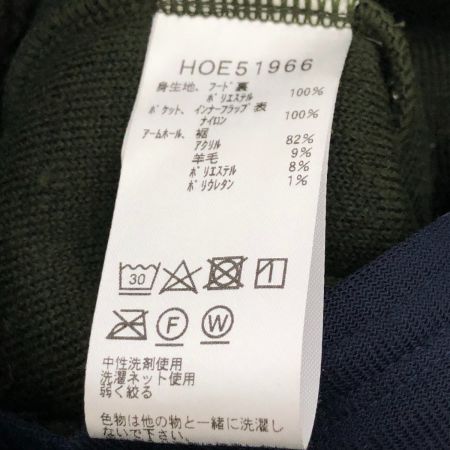 HOE51966
身生地、フード裏
ポリエステル 100%
ポケット、インナーフラップ表
ナイロン 100%
アームホール、裾
アクリル 82%
羊毛 9%
ポリエステル 8%
ポリウレタン 1%
30
F W
中性洗剤使用
洗濯ネット使用
弱く絞る
色物は他の物と一緒に洗濯し
ないで下さい。